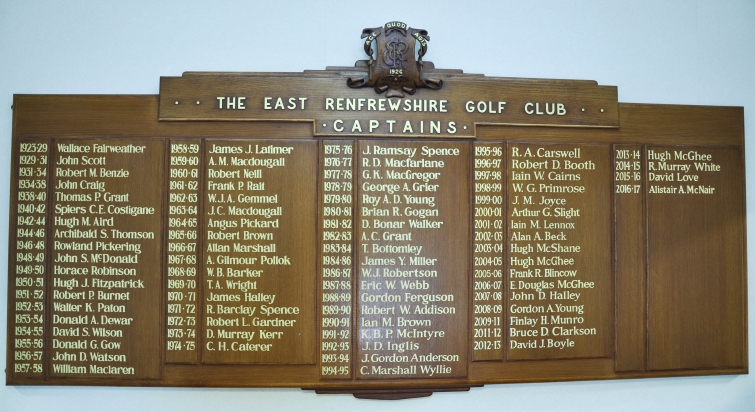 AGE QUOD AGIS
1926
THE EAST RENFREWSHIRE GOLF CLUB
CAPTAINS
1923-29 Wallace Fairweather
1929-31 John Scott
1931-34 Robert M. Benzie
1934-38 John Craig
1938-40 Thomas P. Grant
1940-42 Spiers C.E. Costigane
1942-44 Hugh M. Aird
1944-46 Archibald S. Thomson
1946-48 Rowland Pickering
1948-49 John S. McDonald
1949-50 Horace Robinson
1950-51 Hugh J. Fitzpatrick
1951-52 Robert P. Burnet
1952-53 Walter K. Paton
1953-54 Donald A. Dewar
1954-55 David S. Wilson
1955-56 Donald G. Gow
1956-57 John D. Watson
1957-58 William Maclaren
1958-59 James J. Latimer
1959-60 A. M. Macdougall
1960-61 Robert Neill
1961-62 Frank P. Rait
1962-63 W.J.A. Gemmel
1963-64 J.C. Macdougall
1964-65 Angus Pickard
1965-66 Robert Brown
1966-67 Allan Marshall
1967-68 A. Gilmour Pollok
1968-69 W. B. Barker
1969-70 T. A. Wright
1970-71 James Halley
1971-72 R. Barclay Spence
1972-73 Robert L. Gardner
1973-74 D. Murray Kerr
1974-75 C. H. Caterer
1975-76 J. Ramsay Spence
1976-77 R.D. Macfarlane
1977-78 G.K. MacGregor
1978-79 George A. Grier
1979-80 Roy A. D. Young
1980-81 Brian R. Gogan
1981-82 D. Bonar Walker
1982-83 A. C. Grant
1983-84 T. Bottomley
1984-86 James Y. Miller
1986-87 W. J. Robertson
1987-88 Eric W. Webb
1988-89 Gordon Ferguson
1989-90 Robert W. Addison
1990-91 Ian M. Brown
1991-92 K. B. P. McIntyre
1992-93 J. D. Inglis
1993-94 J. Gordon Anderson
1994-95 C. Marshall Wyllie
1995-96 R. A. Carswell
1996-97 Robert D. Booth
1997-98 Iain W. Cairns
1998-99 W. G. Primrose
1999-00 J. M. Joyce
2000-01 Arthur G. Slight
2001-02 Iain M. Lennox
2002-03 Alan A. Beck
2003-04 Hugh McShane
2004-05 Hugh McGhee
2005-06 Frank R. Blincow
2006-07 E. Douglas McGhee
2007-08 John D. Halley
2008-09 Gordon A. Young
2009-11 Finlay H. Munro
2011-12 Bruce D. Clarkson
2012-13 David J. Boyle
2013-14 Hugh McGhee
2014-15 R. Murray White
2015-16 David Love
2016-17 Alistair A. McNair